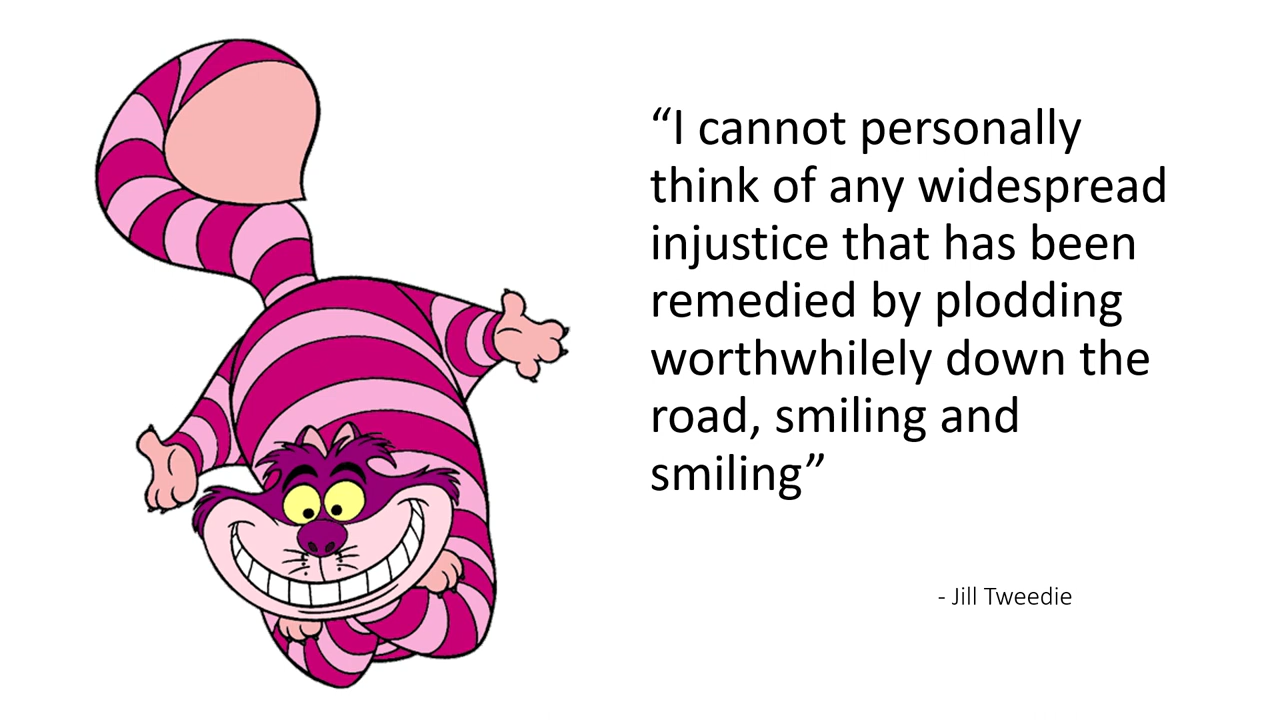 “I cannot personally
think of any widespread
injustice that has been
remedied by plodding
worthwhilely down the
road, smiling and
smiling”
- Jill Tweedie